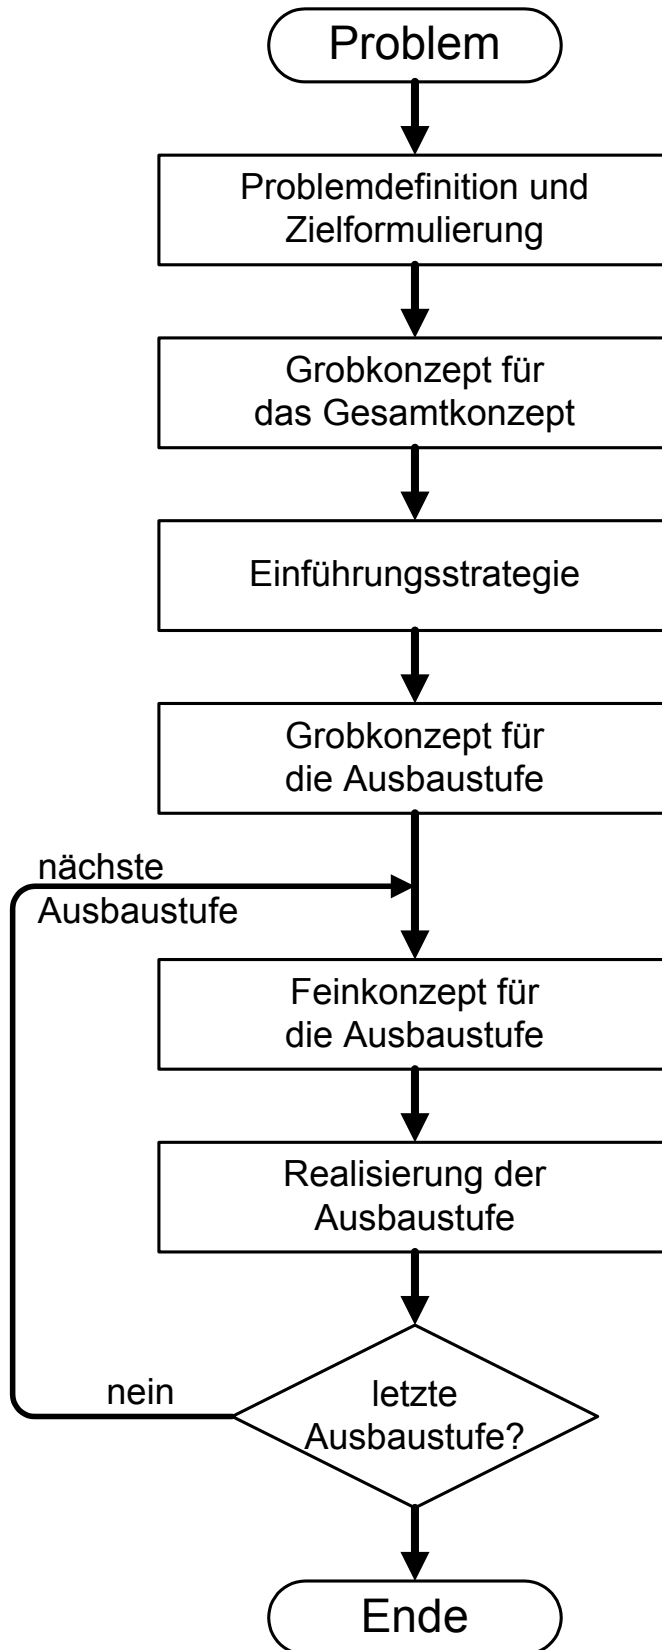 Problem
Problemdefinition und
Zielformulierung
Grobkonzept für
das Gesamtkonzept
Einführungsstrategie
Grobkonzept für
die Ausbaustufe
nächste
Ausbaustufe
Feinkonzept für
die Ausbaustufe
Realisierung der
Ausbaustufe
nein
letzte
Ausbaustufe?
Ende